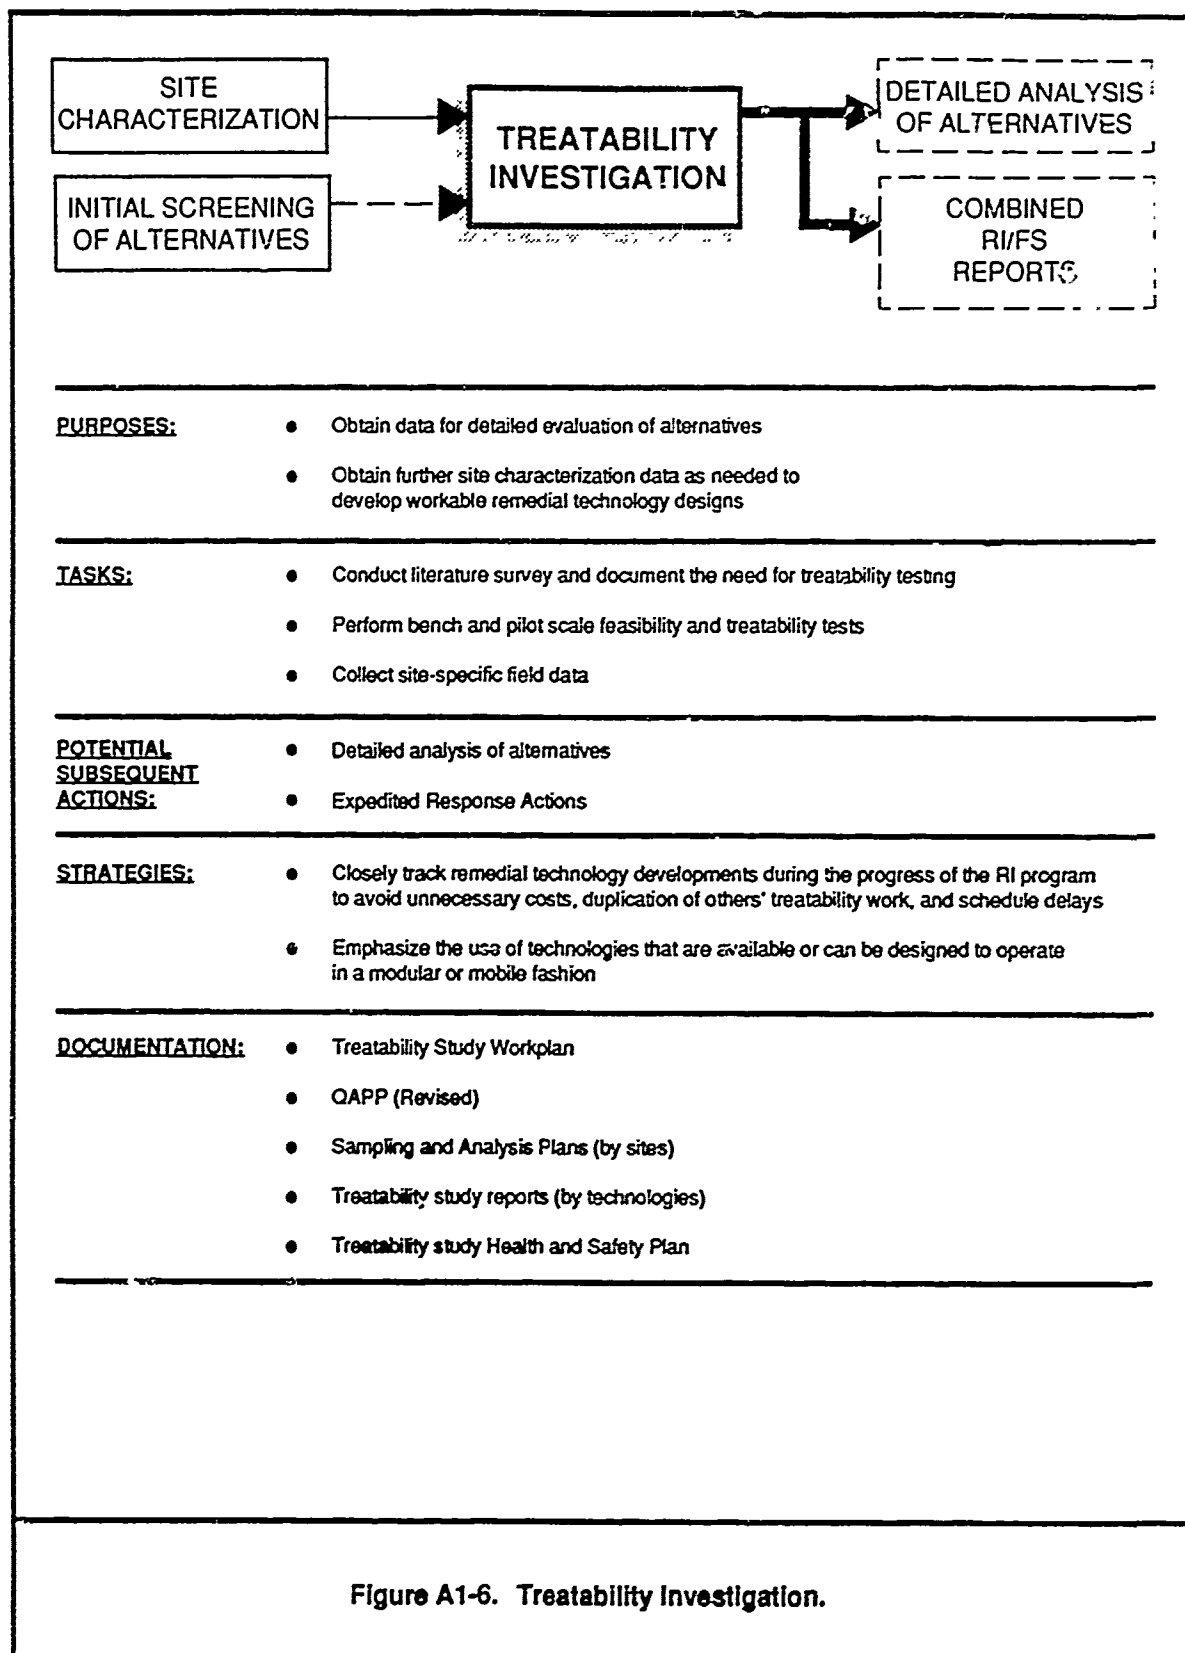 SITE
CHARACTERIZATION
INITIAL SCREENING
OF ALTERNATIVES
TREATABILITY
INVESTIGATION
DETAILED ANALYSIS
OF ALTERNATIVES
COMBINED
RI/FS
REPORTS
PURPOSES:
● Obtain data for detailed evaluation of alternatives
● Obtain further site characterization data as needed to
develop workable remedial technology designs
TASKS:
● Conduct literature survey and document the need for treatability testing
● Perform bench and pilot scale feasibility and treatability tests
● Collect site-specific field data
POTENTIAL
SUBSEQUENT
ACTIONS:
● Detailed analysis of alternatives
● Expedited Response Actions
STRATEGIES:
● Closely track remedial technology developments during the progress of the RI program
to avoid unnecessary costs, duplication of others' treatability work, and schedule delays
● Emphasize the use of technologies that are available or can be designed to operate
in a modular or mobile fashion
DOCUMENTATION:
● Treatability Study Workplan
● QAPP (Revised)
● Sampling and Analysis Plans (by sites)
● Treatability study reports (by technologies)
● Treatability study Health and Safety Plan
Figure A1-6. Treatability Investigation.